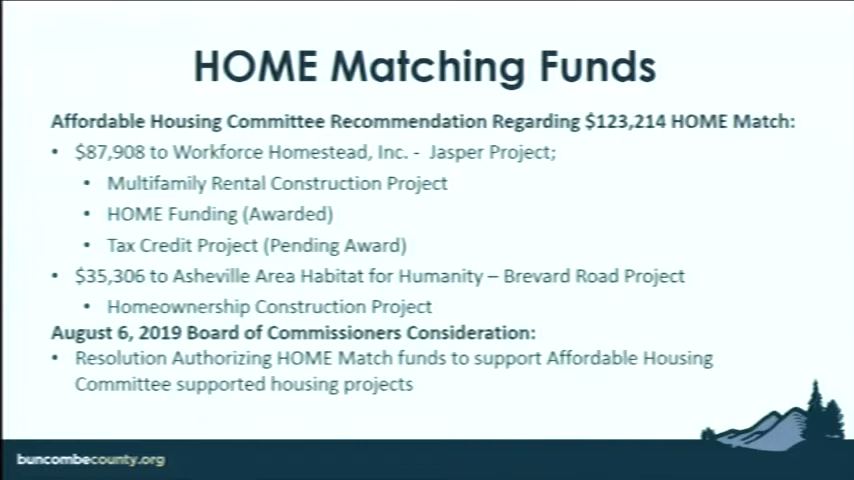 HOME Matching Funds
Affordable Housing Committee Recommendation Regarding $123,214 HOME Match:
• $87,908 to Workforce Homestead, Inc. - Jasper Project;
• Multifamily Rental Construction Project
• HOME Funding (Awarded)
• Tax Credit Project (Pending Award)
• $35,306 to Asheville Area Habitat for Humanity – Brevard Road Project
• Homeownership Construction Project
August 6, 2019 Board of Commissioners Consideration:
• Resolution Authorizing HOME Match funds to support Affordable Housing
Committee supported housing projects
buncombecounty.org